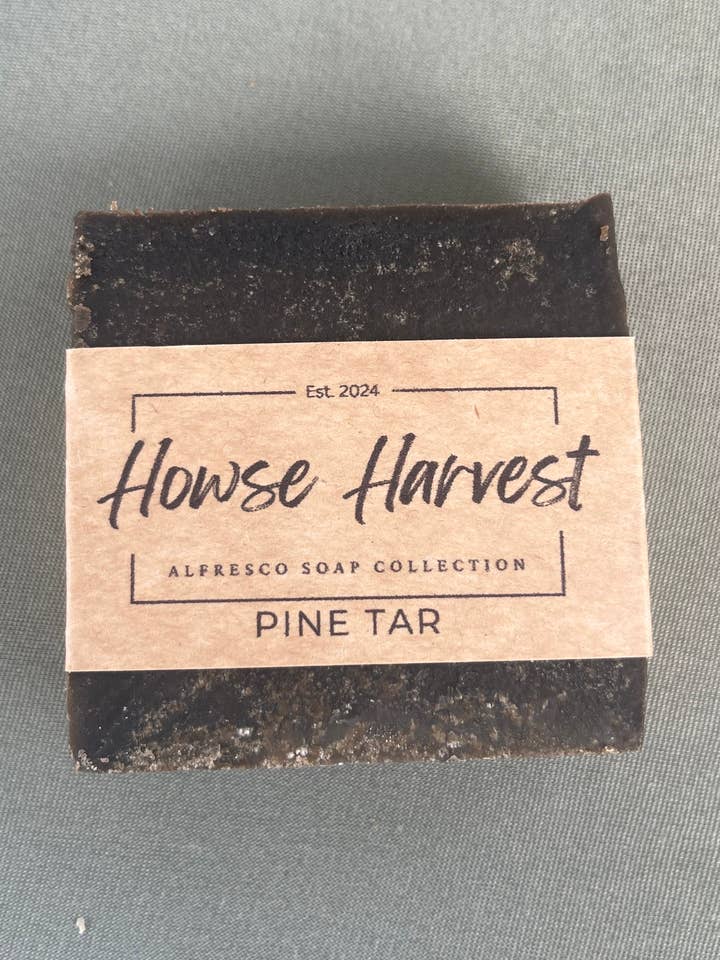 Est. 2024
Howse Harvest
ALFRESCO SOAP COLLECTION
PINE TAR